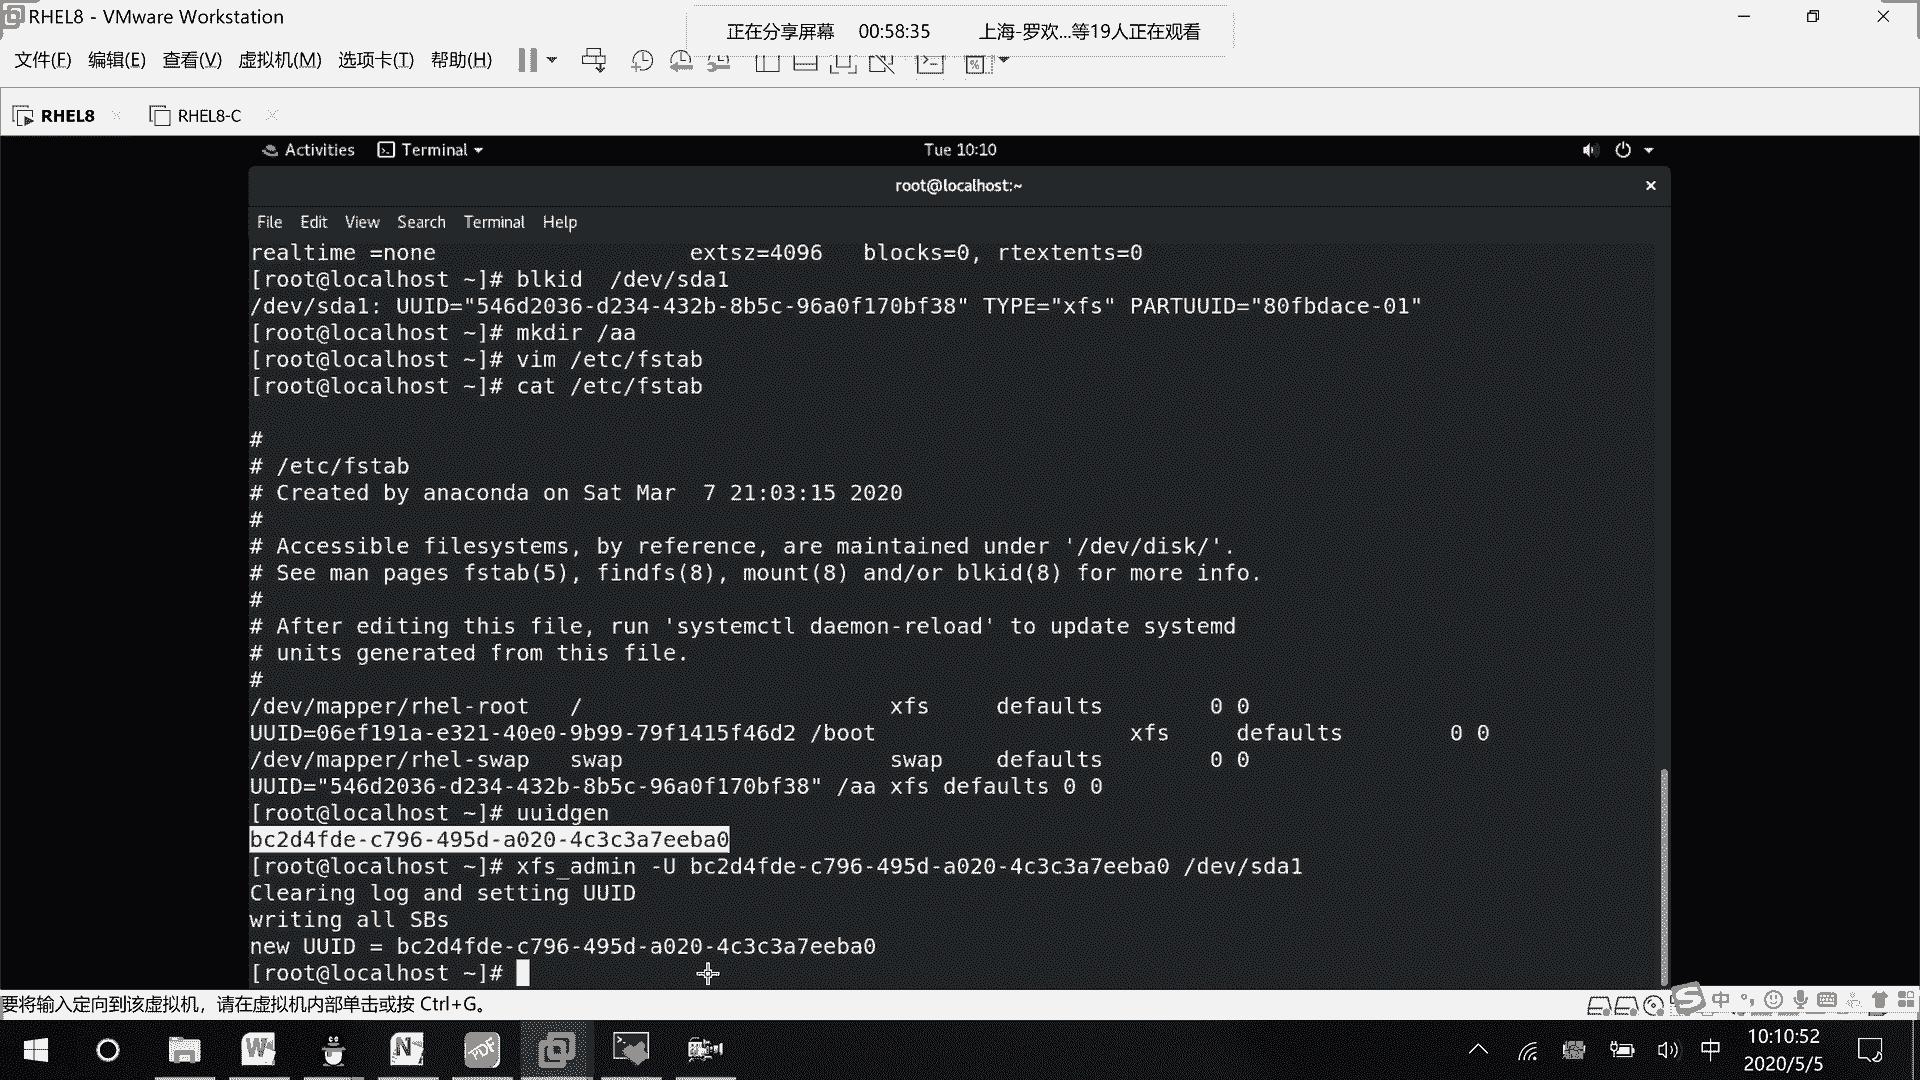 RHEL8 - VMware Workstation
正在分享屏幕 00:58:35 上海-罗欢...等19人正在观看
文件(F) 编辑(E) 查看(V) 虚拟机(M) 选项卡(T) 帮助(H)
RHEL8 RHEL8-C
Activities Terminal Tue 10:10
root@localhost:~
File Edit View Search Terminal Help
realtime =none extsz=4096 blocks=0, rtextents=0
[root@localhost ~]# blkid /dev/sda1
/dev/sda1: UUID="546d2036-d234-432b-8b5c-96a0f170bf38" TYPE="xfs" PARTUUID="80fbdace-01"
[root@localhost ~]# mkdir /aa
[root@localhost ~]# vim /etc/fstab
[root@localhost ~]# cat /etc/fstab
#
# /etc/fstab
# Created by anaconda on Sat Mar 7 21:03:15 2020
#
# Accessible filesystems, by reference, are maintained under '/dev/disk/'.
# See man pages fstab(5), findfs(8), mount(8) and/or blkid(8) for more info.
#
# After editing this file, run 'systemctl daemon-reload' to update systemd
# units generated from this file.
#
/dev/mapper/rhel-root / xfs defaults 0 0
UUID=06ef191a-e321-40e0-9b99-79f1415f46d2 /boot xfs defaults 0 0
/dev/mapper/rhel-swap swap swap defaults 0 0
UUID="546d2036-d234-432b-8b5c-96a0f170bf38" /aa xfs defaults 0 0
[root@localhost ~]# uuidgen
bc2d4fde-c796-495d-a020-4c3c3a7eeba0
[root@localhost ~]# xfs_admin -U bc2d4fde-c796-495d-a020-4c3c3a7eeba0 /dev/sda1
Clearing log and setting UUID
writing all SBs
new UUID = bc2d4fde-c796-495d-a020-4c3c3a7eeba0
[root@localhost ~]#
要将输入定向到该虚拟机，请在虚拟机内部单击或按 Ctrl+G。
中
中 10:10:52
2020/5/5